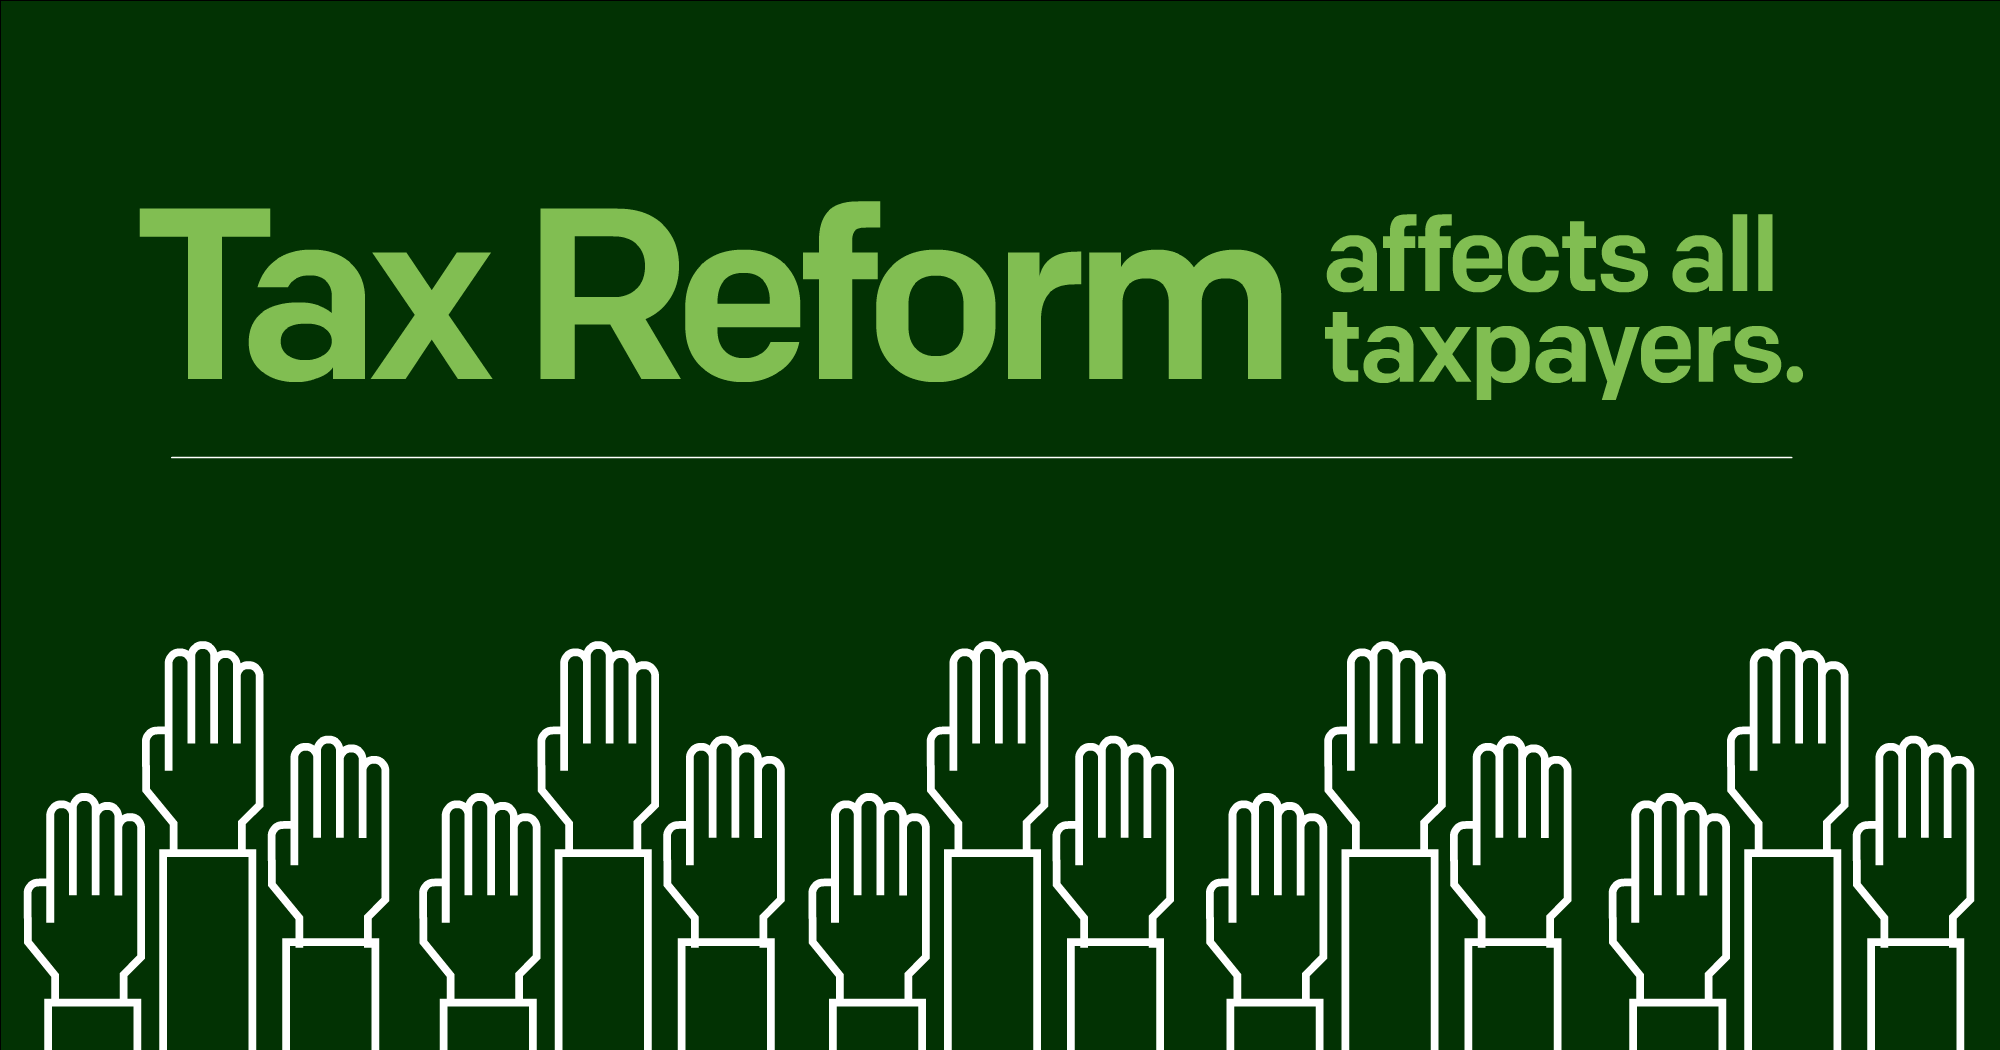 Tax Reform
affects all
taxpayers.